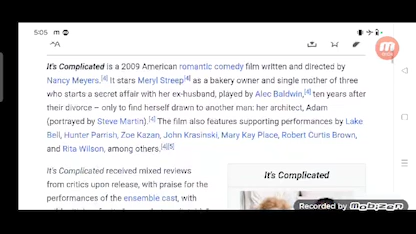 5:05
It's Complicated is a 2009 American romantic comedy film written and directed by
Nancy Meyers.[4] It stars Meryl Streep[4] as a bakery owner and single mother of three
who starts a secret affair with her ex-husband, played by Alec Baldwin,[4] ten years after
their divorce – only to find herself drawn to another man: her architect, Adam
(portrayed by Steve Martin).[4] The film also features supporting performances by Lake
Bell, Hunter Parrish, Zoe Kazan, John Krasinski, Mary Kay Place, Robert Curtis Brown,
and Rita Wilson, among others.[4][5]
It's Complicated received mixed reviews
from critics upon release, with praise for the
performances of the ensemble cast, with
It's Complicated
Recorded by mobizen